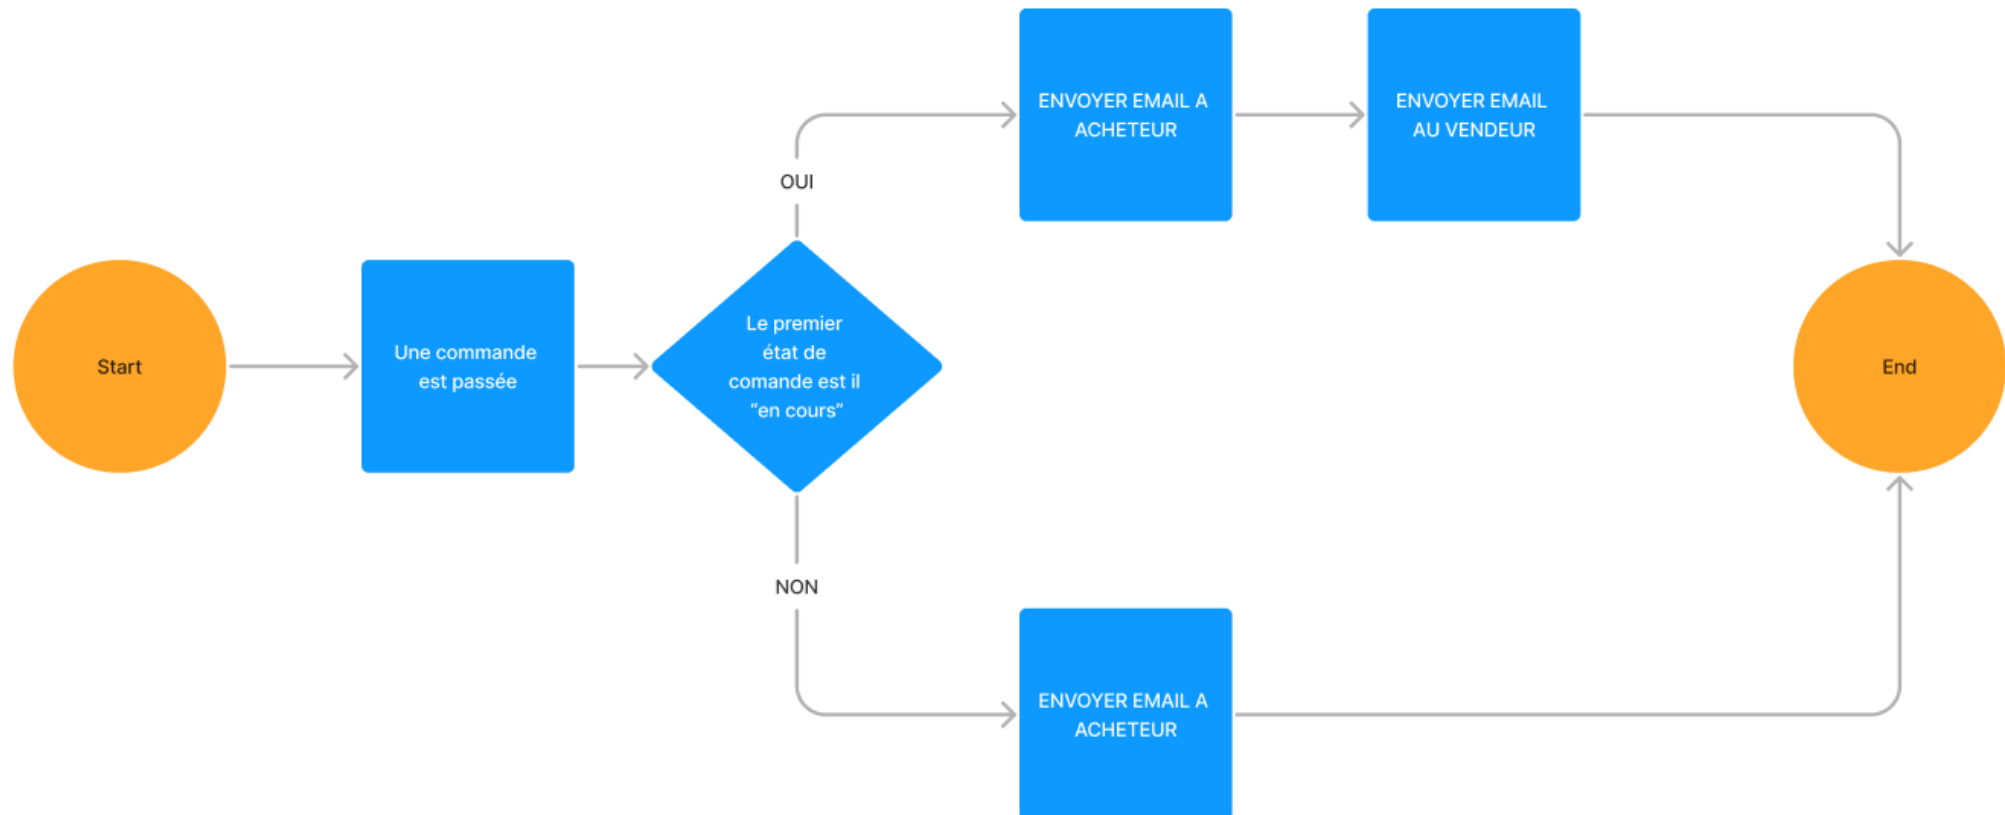 Start
Une commande
est passée
Le premier
état de
comande est il
“en cours”
OUI
ENVOYER EMAIL A
ACHETEUR
ENVOYER EMAIL
AU VENDEUR
NON
ENVOYER EMAIL A
ACHETEUR
End